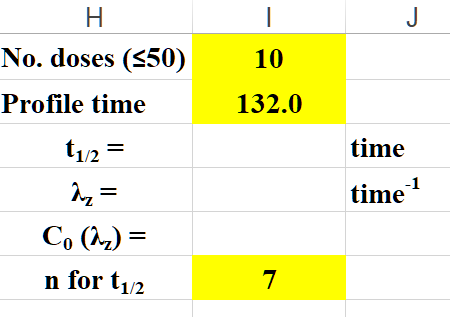 H I J
No. doses (≤50) 10
Profile time 132.0
t1/2 = time
λz = time⁻¹
C0 (λz) =
n for t1/2 7